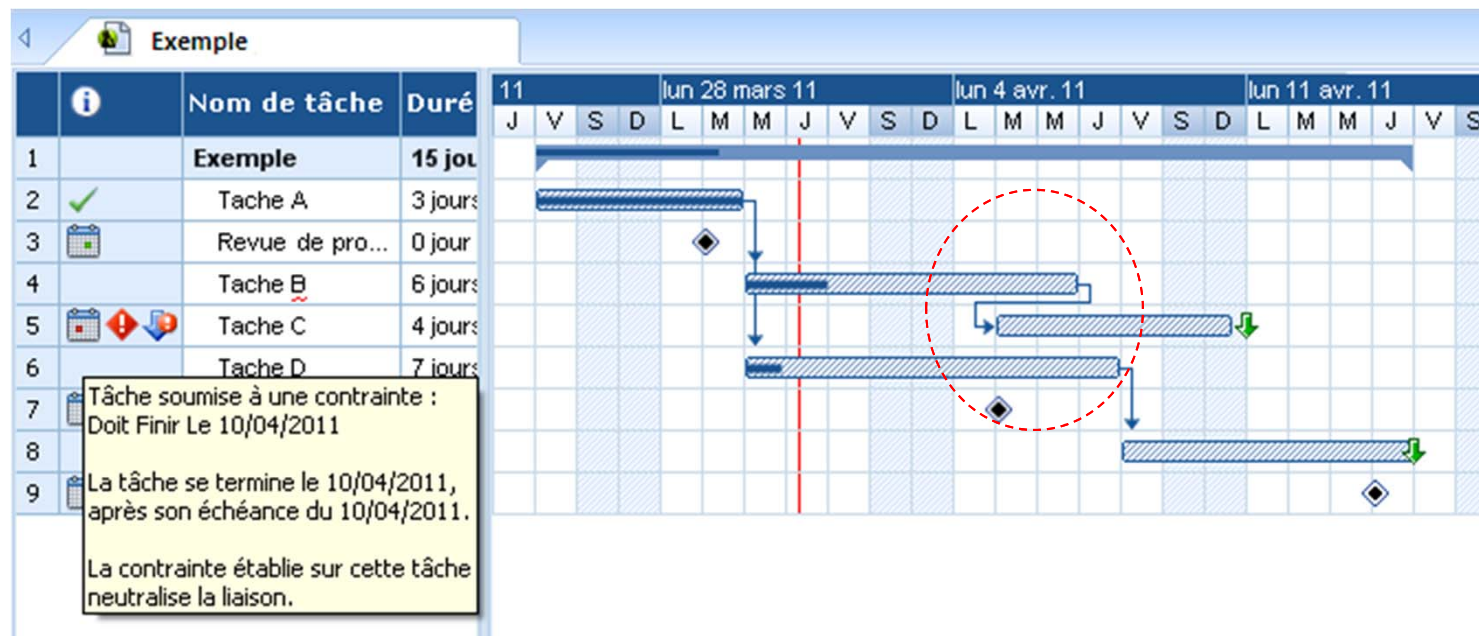 Exemple
Nom de tâche Duré
11 lun 28 mars 11 lun 4 avr. 11 lun 11 avr. 11
J V S D L M M J V S D L M M J V S D L M M J V S
1 Exemple 15 jou
2 Tache A 3 jours
3 Revue de pro... 0 jour
4 Tache B 6 jours
5 Tache C 4 jours
6 Tache D 7 jours
7
8
9
Tâche soumise à une contrainte :
Doit Finir Le 10/04/2011
La tâche se termine le 10/04/2011,
après son échéance du 10/04/2011.
La contrainte établie sur cette tâche
neutralise la liaison.